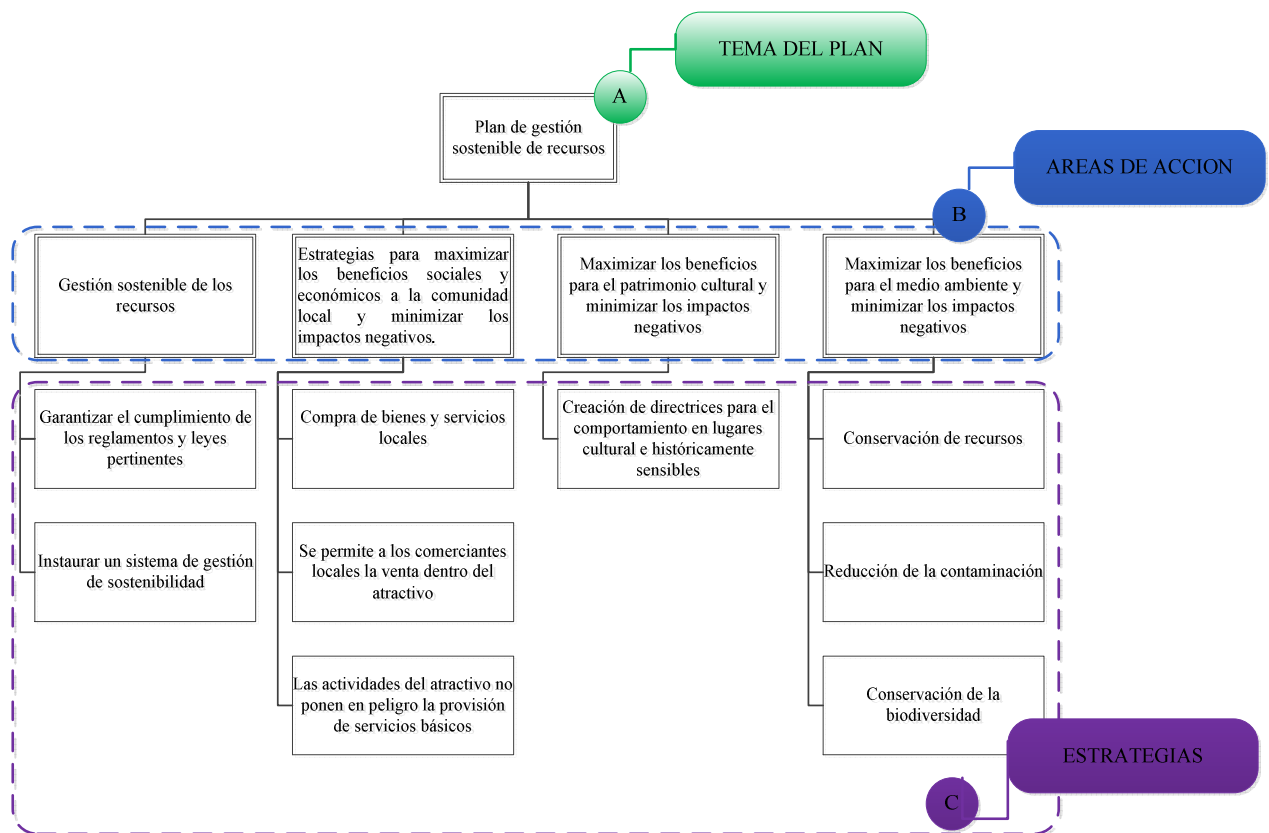 TEMA DEL PLAN
A
Plan de gestión
sostenible de recursos
AREAS DE ACCION
B
Gestión sostenible de los
recursos
Estrategias para maximizar
los beneficios sociales y
económicos a la comunidad
local y minimizar los
impactos negativos.
Maximizar los beneficios
para el patrimonio cultural y
minimizar los impactos
negativos
Maximizar los beneficios
para el medio ambiente y
minimizar los impactos
negativos
Garantizar el cumplimiento de
los reglamentos y leyes
pertinentes
Compra de bienes y servicios
locales
Creación de directrices para el
comportamiento en lugares
cultural e históricamente
sensibles
Conservación de recursos
Instaurar un sistema de gestión
de sostenibilidad
Se permite a los comerciantes
locales la venta dentro del
atractivo
Reducción de la contaminación
Las actividades del atractivo no
ponen en peligro la provisión
de servicios básicos
Conservación de la
biodiversidad
ESTRATEGIAS
C